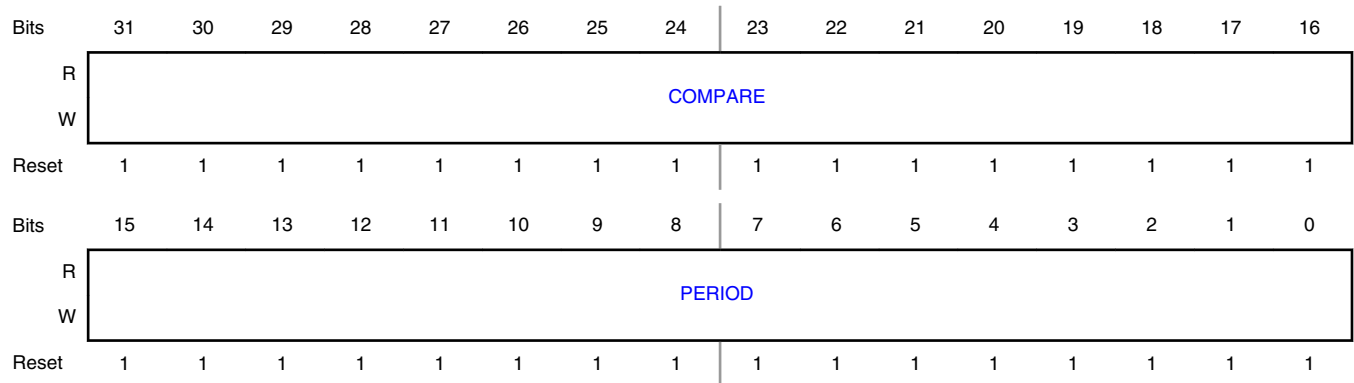 Bits 31 30 29 28 27 26 25 24 23 22 21 20 19 18 17 16
R
COMPARE
W
Reset 1 1 1 1 1 1 1 1 1 1 1 1 1 1 1 1
Bits 15 14 13 12 11 10 9 8 7 6 5 4 3 2 1 0
R
PERIOD
W
Reset 1 1 1 1 1 1 1 1 1 1 1 1 1 1 1 1